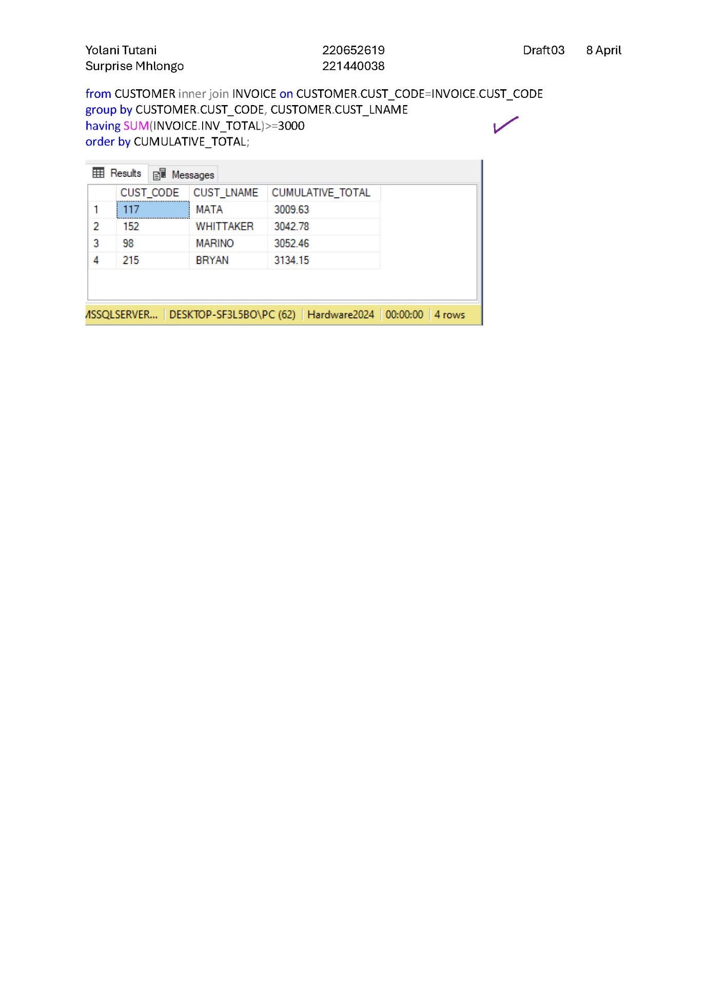 Yolani Tutani 220652619 Draft03 8 April
Surprise Mhlongo 221440038
from CUSTOMER inner join INVOICE on CUSTOMER.CUST_CODE=INVOICE.CUST_CODE
group by CUSTOMER.CUST_CODE, CUSTOMER.CUST_LNAME
having SUM(INVOICE.INV_TOTAL)>=3000
order by CUMULATIVE_TOTAL;
Results Messages
CUST_CODE CUST_LNAME CUMULATIVE_TOTAL
1 117 MATA 3009.63
2 152 WHITTAKER 3042.78
3 98 MARINO 3052.46
4 215 BRYAN 3134.15
MSSQLSERVER... DESKTOP-SF3L5BO\PC (62) Hardware2024 00:00:00 4 rows